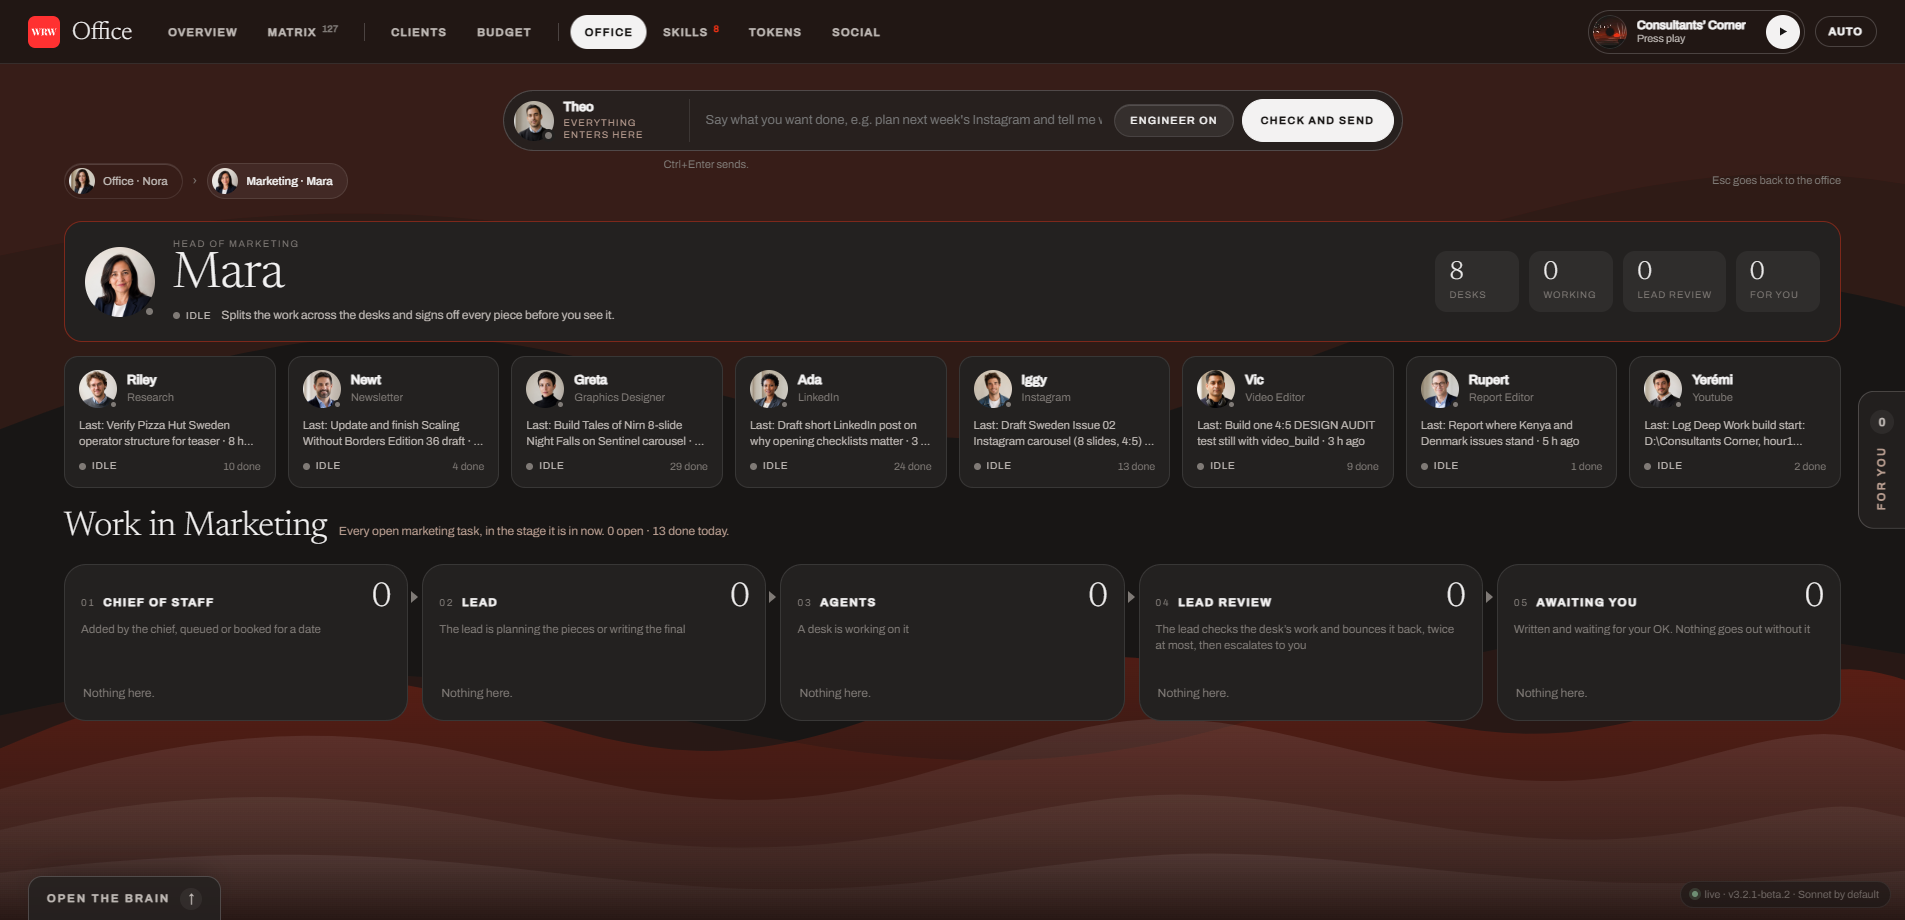 WRW Office OVERVIEW MATRIX 127 CLIENTS BUDGET OFFICE SKILLS 8 TOKENS SOCIAL
Consultants' Corner
Press play
AUTO
Theo
EVERYTHING
ENTERS HERE
Say what you want done, e.g. plan next week's Instagram and tell me w
ENGINEER ON
CHECK AND SEND
Ctrl+Enter sends.
Office · Nora › Marketing · Mara
Esc goes back to the office
HEAD OF MARKETING
Mara
IDLE Splits the work across the desks and signs off every piece before you see it.
8
DESKS
0
WORKING
0
LEAD REVIEW
0
FOR YOU
Riley
Research
Last: Verify Pizza Hut Sweden
operator structure for teaser · 8 h...
IDLE 10 done
Newt
Newsletter
Last: Update and finish Scaling
Without Borders Edition 36 draft · ...
IDLE 4 done
Greta
Graphics Designer
Last: Build Tales of Nirn 8-slide
Night Falls on Sentinel carousel · ...
IDLE 29 done
Ada
LinkedIn
Last: Draft short LinkedIn post on
why opening checklists matter · 3 ...
IDLE 24 done
Iggy
Instagram
Last: Draft Sweden Issue 02
Instagram carousel (8 slides, 4:5) ...
IDLE 13 done
Vic
Video Editor
Last: Build one 4:5 DESIGN AUDIT
test still with video_build · 3 h ago
IDLE 9 done
Rupert
Report Editor
Last: Report where Kenya and
Denmark issues stand · 5 h ago
IDLE 1 done
Yerémi
Youtube
Last: Log Deep Work build start:
D:\Consultants Corner, hour1...
IDLE 2 done
0
FOR YOU
Work in Marketing Every open marketing task, in the stage it is in now. 0 open · 13 done today.
01 CHIEF OF STAFF 0
Added by the chief, queued or booked for a date
Nothing here.
02 LEAD 0
The lead is planning the pieces or writing the final
Nothing here.
03 AGENTS 0
A desk is working on it
Nothing here.
04 LEAD REVIEW 0
The lead checks the desk's work and bounces it back, twice
at most, then escalates to you
Nothing here.
05 AWAITING YOU 0
Written and waiting for your OK. Nothing goes out without it
Nothing here.
OPEN THE BRAIN ↑
live · v3.2.1-beta.2 · Sonnet by default